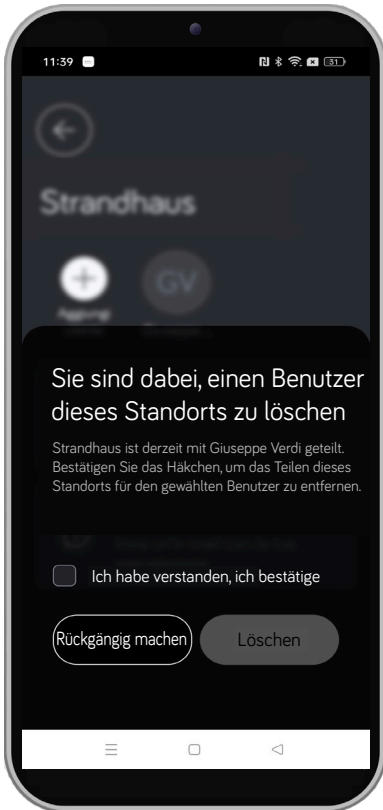 11:39
31
Strandhaus
GV
Aggiungi
Sie sind dabei, einen Benutzer
dieses Standorts zu löschen
Strandhaus ist derzeit mit Giuseppe Verdi geteilt.
Bestätigen Sie das Häkchen, um das Teilen dieses
Standorts für den gewählten Benutzer zu entfernen.
Ich habe verstanden, ich bestätige
Rückgängig machen
Löschen